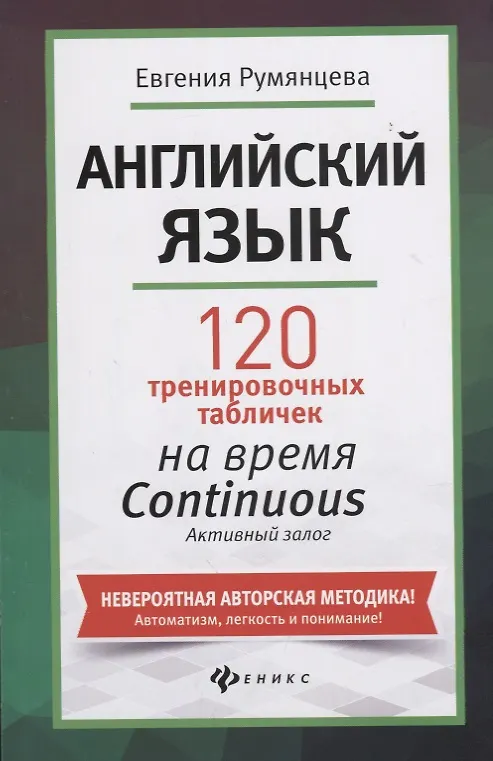 Евгения Румянцева
АНГЛИЙСКИЙ
ЯЗЫК
120
тренировочных
табличек
на время
Continuous
Активный залог
НЕВЕРОЯТНАЯ АВТОРСКАЯ МЕТОДИКА!
Автоматизм, легкость и понимание!
ФЕНИКС